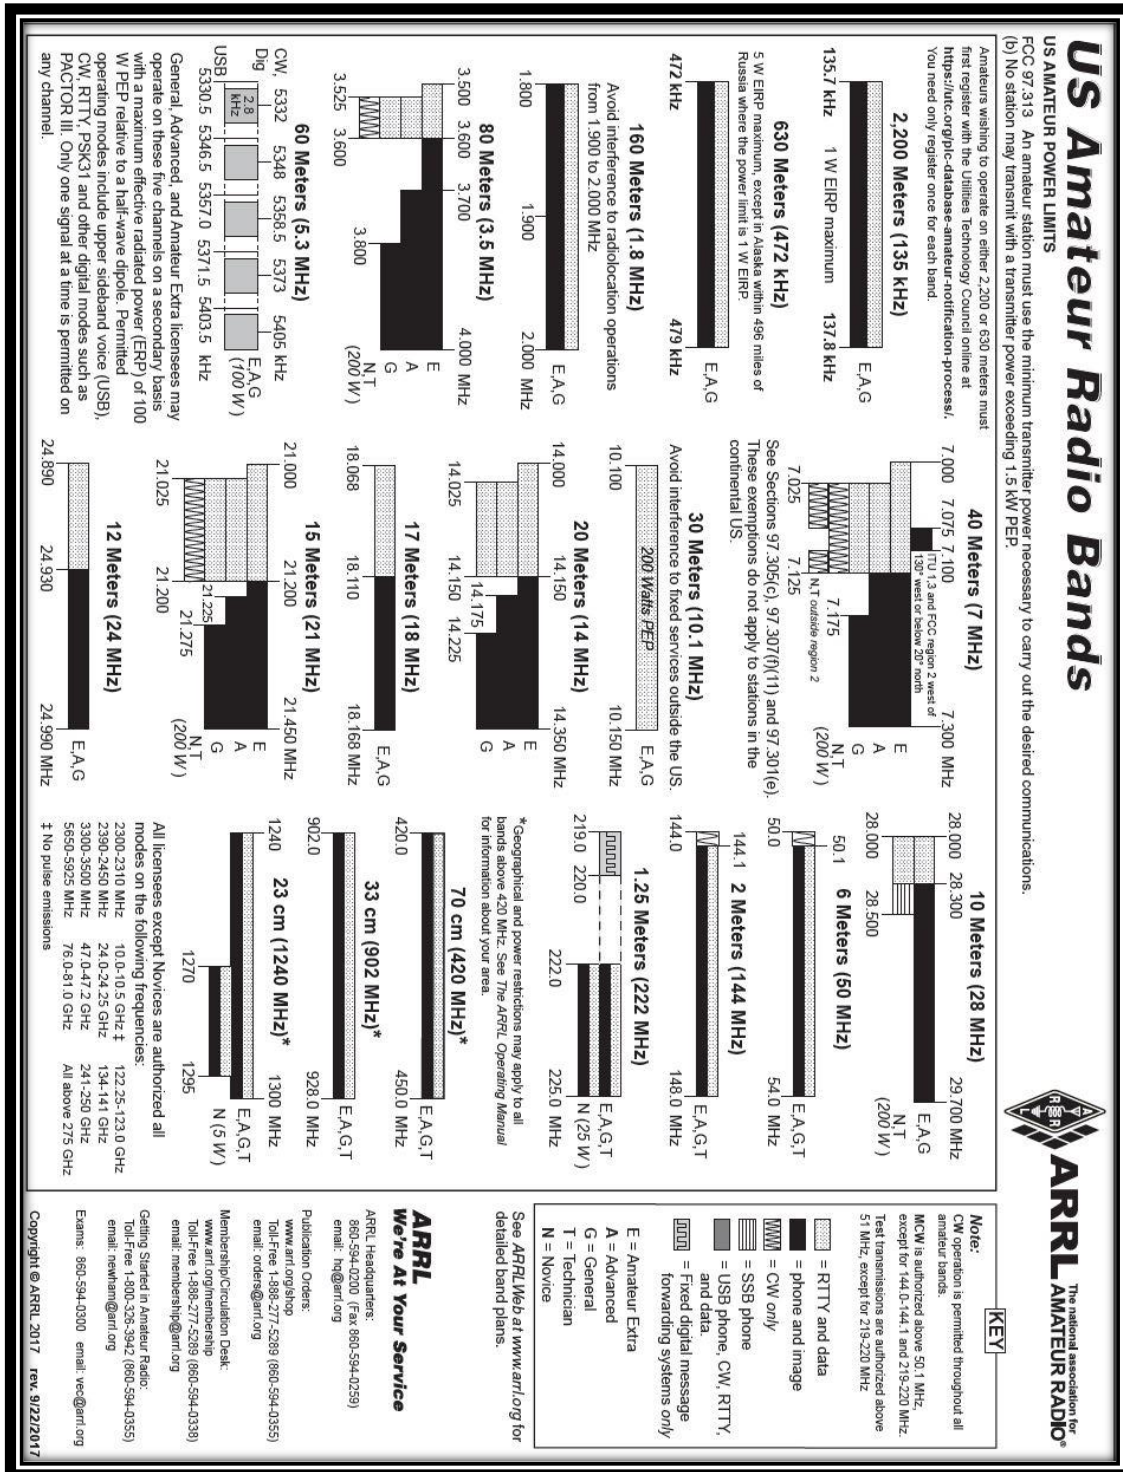 US Amateur Radio Bands
US AMATEUR POWER LIMITS
FCC 97.313 An amateur station must use the minimum transmitter power necessary to carry out the desired communications.
(b) No station may transmit with a transmitter power exceeding 1.5 kW PEP.
ARRL
The national association for
AMATEUR RADIO®
2,200 Meters (135 kHz)
E,A,G
135.7 kHz 1 W EIRP maximum 137.8 kHz
Amateurs wishing to operate on either 2,200 or 630 meters must
first register with the Utilities Technology Council online at
https://utc.org/plc-database-amateur-notification-process/.
You need only register once for each band.
630 Meters (472 kHz)
E,A,G
472 kHz 479 kHz
5 W EIRP maximum, except in Alaska within 496 miles of
Russia where the power limit is 1 W EIRP.
160 Meters (1.8 MHz)
Avoid interference to radiolocation operations
from 1.900 to 2.000 MHz
E,A,G
1.800 1.900 2.000 MHz
80 Meters (3.5 MHz)
3.500 3.600 3.700 4.000 MHz
E
A
G
N,T
(200 W)
3.800
3.525 3.600
60 Meters (5.3 MHz)
CW,
Dig
5332 5348 5358.5 5373 5405 kHz
2.8
kHz
E,A,G
(100 W)
USB
5330.5 5346.5 5357.0 5371.5 5403.5 kHz
General, Advanced, and Amateur Extra licensees may
operate on these five channels on a secondary basis
with a maximum effective radiated power (ERP) of 100
W PEP relative to a half-wave dipole. Permitted
operating modes include upper sideband voice (USB),
CW, RTTY, PSK31 and other digital modes such as
PACTOR III. Only one signal at a time is permitted on
any channel.
40 Meters (7 MHz)
7.000 7.075 7.100 7.300 MHz
ITU 1,3 and FCC region 2 west of
130° west or below 20° north
E
A
G
N,T
(200 W)
7.175
N,T outside region 2
7.025 7.125
See Sections 97.305(c), 97.307(f)(11) and 97.301(e).
These exemptions do not apply to stations in the
continental US.
30 Meters (10.1 MHz)
Avoid interference to fixed services outside the US.
200 Watts PEP
E,A,G
10.100 10.150 MHz
20 Meters (14 MHz)
14.000 14.150 14.350 MHz
E
A
G
14.175
14.025 14.150 14.225
17 Meters (18 MHz)
E,A,G
18.068 18.110 18.168 MHz
15 Meters (21 MHz)
21.000 21.200 21.450 MHz
E
A
G
N,T
(200 W)
21.225
21.025 21.200 21.275
12 Meters (24 MHz)
E,A,G
24.890 24.930 24.990 MHz
10 Meters (28 MHz)
28.000 28.300 29.700 MHz
E,A,G
N,T
(200 W)
28.000 28.500
6 Meters (50 MHz)
50.1
E,A,G,T
50.0 54.0 MHz
2 Meters (144 MHz)
144.1
E,A,G,T
144.0 148.0 MHz
1.25 Meters (222 MHz)
E,A,G,T
N (25 W)
219.0 220.0 222.0 225.0 MHz
*Geographical and power restrictions may apply to all
bands above 420 MHz. See The ARRL Operating Manual
for information about your area.
70 cm (420 MHz)*
E,A,G,T
420.0 450.0 MHz
33 cm (902 MHz)*
E,A,G,T
902.0 928.0 MHz
23 cm (1240 MHz)*
1240 1300 MHz
E,A,G,T
N (5 W)
1270 1295
All licensees except Novices are authorized all
modes on the following frequencies:
2300-2310 MHz 10.0-10.5 GHz ‡ 122.25-123.0 GHz
2390-2450 MHz 24.0-24.25 GHz 134-141 GHz
3300-3500 MHz 47.0-47.2 GHz 241-250 GHz
5650-5925 MHz 76.0-81.0 GHz All above 275 GHz
‡ No pulse emissions
KEY
Note:
CW operation is permitted throughout all
amateur bands.
MCW is authorized above 50.1 MHz,
except for 144.0-144.1 and 219-220 MHz.
Test transmissions are authorized above
51 MHz, except for 219-220 MHz
= RTTY and data
= phone and image
= CW only
= SSB phone
= USB phone, CW, RTTY,
and data.
= Fixed digital message
forwarding systems only
E = Amateur Extra
A = Advanced
G = General
T = Technician
N = Novice
See ARRLWeb at www.arrl.org for
detailed band plans.
ARRL
We're At Your Service
ARRL Headquarters:
860-594-0200 (Fax 860-594-0259)
email: hq@arrl.org
Publication Orders:
www.arrl.org/shop
Toll-Free 1-888-277-5289 (860-594-0355)
email: orders@arrl.org
Membership/Circulation Desk:
www.arrl.org/membership
Toll-Free 1-888-277-5289 (860-594-0338)
email: membership@arrl.org
Getting Started in Amateur Radio:
Toll-Free 1-800-326-3942 (860-594-0355)
email: newham@arrl.org
Exams: 860-594-0300 email: vec@arrl.org
Copyright © ARRL 2017 rev. 9/22/2017